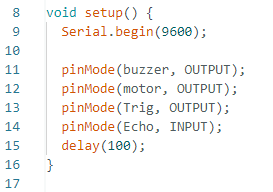 8 void setup() {
9   Serial.begin(9600);
10
11   pinMode(buzzer, OUTPUT);
12   pinMode(motor, OUTPUT);
13   pinMode(Trig, OUTPUT);
14   pinMode(Echo, INPUT);
15   delay(100);
16 }
17